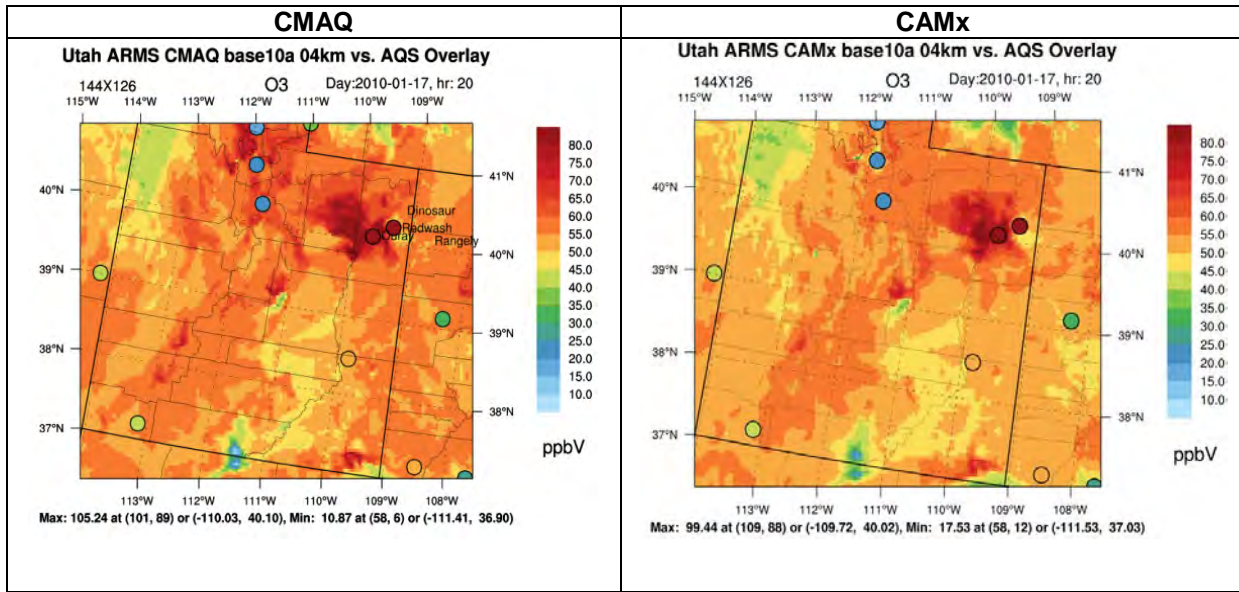 CMAQ
CAMx
Utah ARMS CMAQ base10a 04km vs. AQS Overlay
144X126 O3 Day:2010-01-17, hr: 20
115°W 112°W 111°W 110°W 109°W
40°N
39°N
38°N
37°N
41°N
40°N
39°N
38°N
Dinosaur
Redwash
Ouray
Rangely
113°W 112°W 111°W 110°W 109°W 108°W
80.0
75.0
70.0
65.0
60.0
55.0
50.0
45.0
40.0
35.0
30.0
25.0
20.0
15.0
10.0
ppbV
Max: 105.24 at (101, 89) or (-110.03, 40.10), Min: 10.87 at (58, 6) or (-111.41, 36.90)
Utah ARMS CAMx base10a 04km vs. AQS Overlay
144X126 O3 Day:2010-01-17, hr: 20
115°W 112°W 111°W 110°W 109°W
40°N
39°N
38°N
37°N
41°N
40°N
39°N
38°N
113°W 112°W 111°W 110°W 109°W 108°W
80.0
75.0
70.0
65.0
60.0
55.0
50.0
45.0
40.0
35.0
30.0
25.0
20.0
15.0
10.0
ppbV
Max: 99.44 at (109, 88) or (-109.72, 40.02), Min: 17.53 at (58, 12) or (-111.53, 37.03)